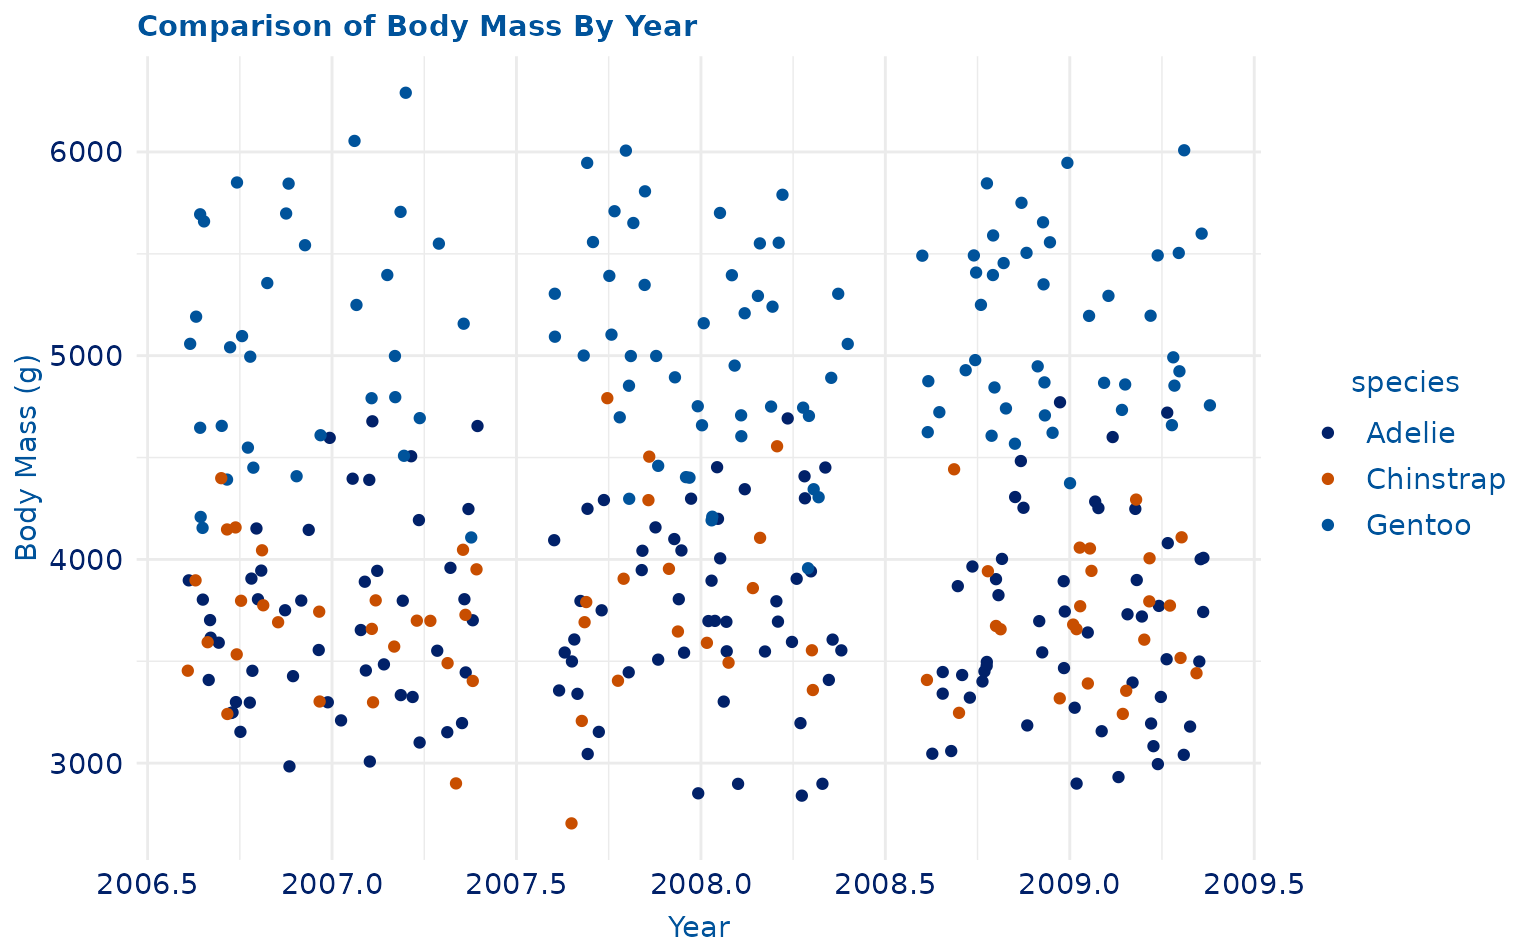 Comparison of Body Mass By Year
6000
5000
4000
3000
Body Mass (g)
2006.5 2007.0 2007.5 2008.0 2008.5 2009.0 2009.5
Year
species
Adelie
Chinstrap
Gentoo